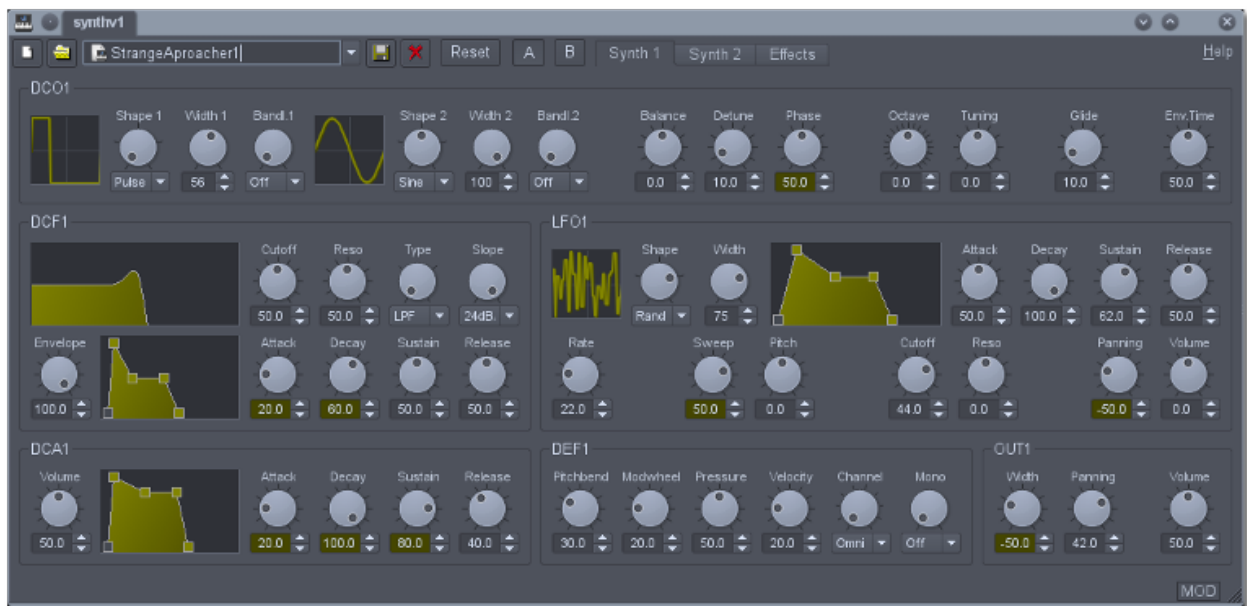 synthv1
StrangeAproacher1 Reset A B Synth 1 Synth 2 Effects Help
DCO1
Shape 1 Width 1 Bandl.1 Shape 2 Width 2 Bandl.2 Balance Detune Phase Octave Tuning Glide Env.Time
Pulse 56 Off Sine 100 Off 0.0 10.0 50.0 0.0 0.0 10.0 50.0
DCF1
Cutoff Reso Type Slope
50.0 50.0 LPF 24dB.
Envelope Attack Decay Sustain Release
100.0 20.0 60.0 50.0 50.0
LFO1
Shape Width Attack Decay Sustain Release
Rand 75 50.0 100.0 62.0 50.0
Rate Sweep Pitch Cutoff Reso Panning Volume
22.0 50.0 0.0 44.0 0.0 -50.0 0.0
DCA1
Volume Attack Decay Sustain Release
50.0 20.0 100.0 80.0 40.0
DEF1
Pitchbend Modwheel Pressure Velocity Channel Mono
30.0 20.0 50.0 20.0 Omni Off
OUT1
Width Panning Volume
-50.0 42.0 50.0
MOD